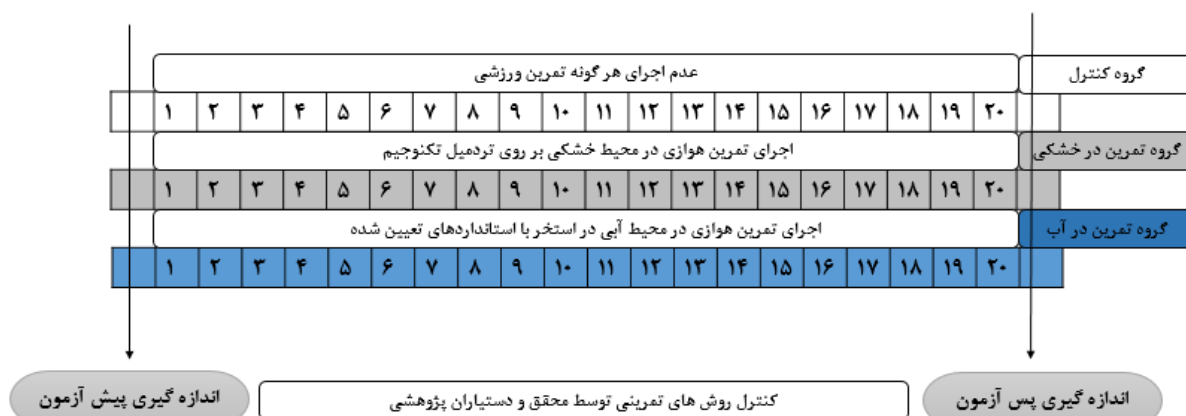 گروه کنترل
عدم اجرای هر گونه تمرین ورزشی
۱ ۲ ۳ ۴ ۵ ۶ ۷ ۸ ۹ ۱۰ ۱۱ ۱۲ ۱۳ ۱۴ ۱۵ ۱۶ ۱۷ ۱۸ ۱۹ ۲۰
گروه تمرین در خشکی
اجرای تمرین هوازی در محیط خشکی بر روی تردمیل تکنوجیم
۱ ۲ ۳ ۴ ۵ ۶ ۷ ۸ ۹ ۱۰ ۱۱ ۱۲ ۱۳ ۱۴ ۱۵ ۱۶ ۱۷ ۱۸ ۱۹ ۲۰
گروه تمرین در آب
اجرای تمرین هوازی در محیط آبی در استخر با استانداردهای تعیین شده
۱ ۲ ۳ ۴ ۵ ۶ ۷ ۸ ۹ ۱۰ ۱۱ ۱۲ ۱۳ ۱۴ ۱۵ ۱۶ ۱۷ ۱۸ ۱۹ ۲۰
اندازه گیری پس آزمون
کنترل روش های تمرینی توسط محقق و دستیاران پژوهشی
اندازه گیری پیش آزمون